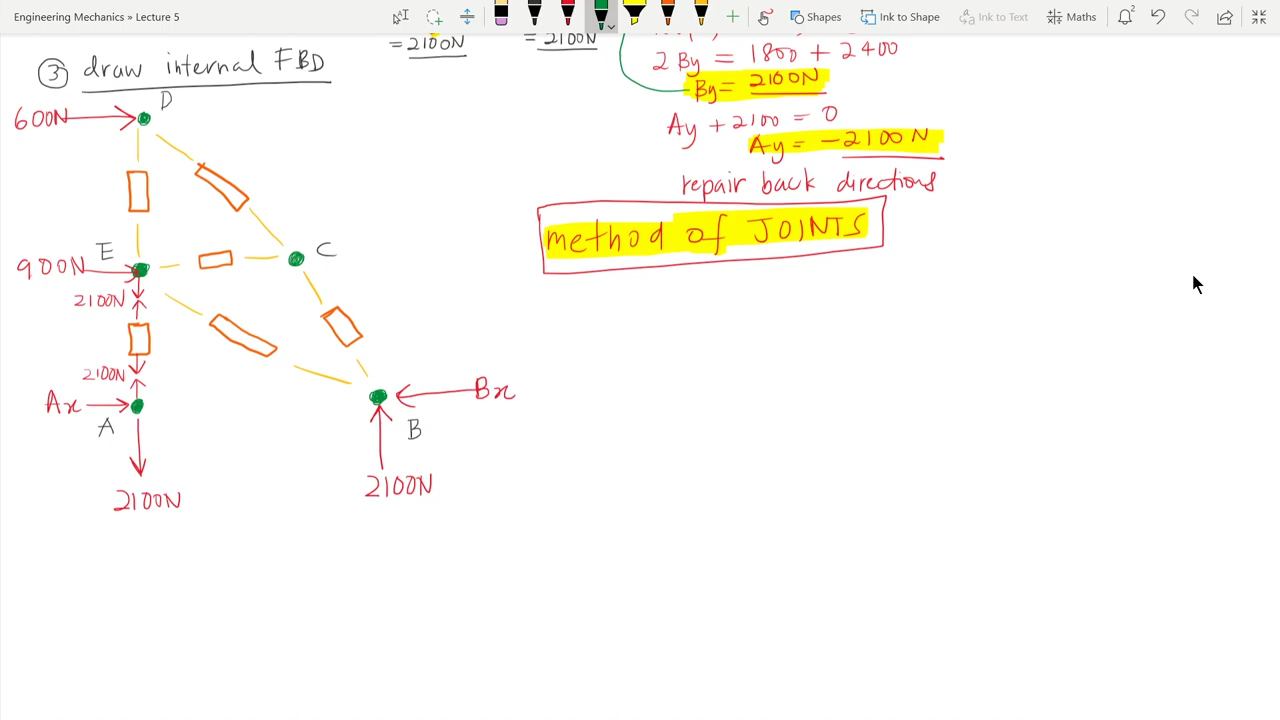 Engineering Mechanics » Lecture 5
Shapes
Ink to Shape
Ink to Text
Maths
= 2100N
= 2100N
2 By = 1800 + 2400
By = 2100N
Ay + 2100 = 0
Ay = -2100 N
repair back directions
method of JOINTS
3 draw internal FBD
D
600N
E
C
900N
2100N
2100N
Ax
A
Bx
B
2100N
2100N